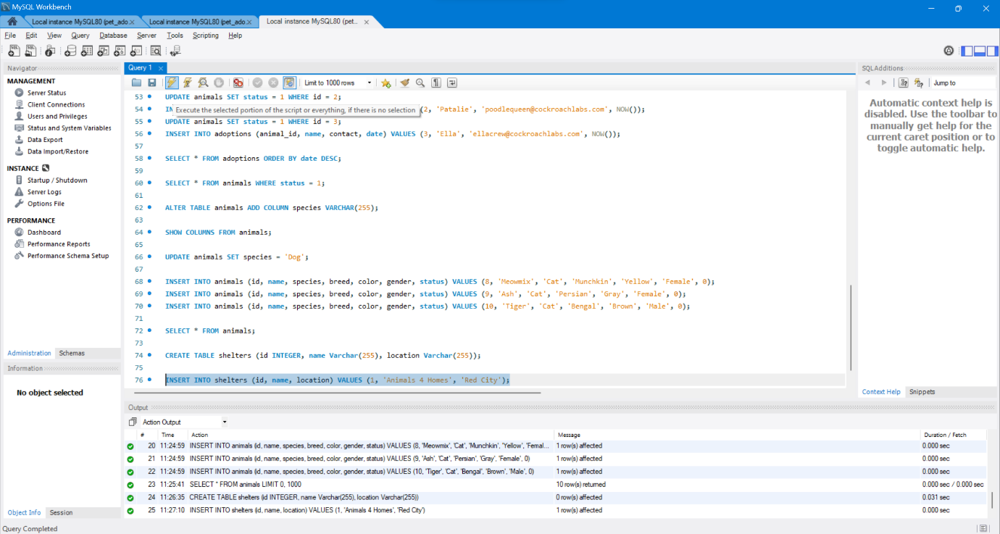 MySQL Workbench
Local instance MySQL80 (pet_ado.x
Local instance MySQL80 (pet_ado.x
Local instance MySQL80 (pet_.. x
File Edit View Query Database Server Tools Scripting Help
Navigator
MANAGEMENT
Server Status
Client Connections
Users and Privileges
Status and System Variables
Data Export
Data Import/Restore
INSTANCE
Startup / Shutdown
Server Logs
Options File
PERFORMANCE
Dashboard
Performance Reports
Performance Schema Setup
Administration Schemas
Information
No object selected
Object Info Session
Query Completed
Query 1 x
Limit to 1000 rows
53 UPDATE animals SET status = 1 WHERE id = 2;
Execute the selected portion of the script or everything, if there is no selection
54 IN (2, 'Patalie', 'poodlequeen@cockroachlabs.com', NOW());
55 UPDATE animals SET status = 1 WHERE id = 3;
56 INSERT INTO adoptions (animal_id, name, contact, date) VALUES (3, 'Ella', 'ellacrew@cockroachlabs.com', NOW());
57
58 SELECT * FROM adoptions ORDER BY date DESC;
59
60 SELECT * FROM animals WHERE status = 1;
61
62 ALTER TABLE animals ADD COLUMN species VARCHAR(255);
63
64 SHOW COLUMNS FROM animals;
65
66 UPDATE animals SET species = 'Dog';
67
68 INSERT INTO animals (id, name, species, breed, color, gender, status) VALUES (8, 'Meowmix', 'Cat', 'Munchkin', 'Yellow', 'Female', 0);
69 INSERT INTO animals (id, name, species, breed, color, gender, status) VALUES (9, 'Ash', 'Cat', 'Persian', 'Gray', 'Female', 0);
70 INSERT INTO animals (id, name, species, breed, color, gender, status) VALUES (10, 'Tiger', 'Cat', 'Bengal', 'Brown', 'Male', 0);
71
72 SELECT * FROM animals;
73
74 CREATE TABLE shelters (id INTEGER, name Varchar(255), location Varchar(255));
75
76 INSERT INTO shelters (id, name, location) VALUES (1, 'Animals 4 Homes', 'Red City');
Output
Action Output
# Time Action Message Duration / Fetch
20 11:24:59 INSERT INTO animals (id, name, species, breed, color, gender, status) VALUES (8, 'Meowmix', 'Cat', 'Munchkin', 'Yellow', 'Femal... 1 row(s) affected 0.000 sec
21 11:24:59 INSERT INTO animals (id, name, species, breed, color, gender, status) VALUES (9, 'Ash', 'Cat', 'Persian', 'Gray', 'Female', 0) 1 row(s) affected 0.000 sec
22 11:24:59 INSERT INTO animals (id, name, species, breed, color, gender, status) VALUES (10, 'Tiger', 'Cat', 'Bengal', 'Brown', 'Male', 0) 1 row(s) affected 0.000 sec
23 11:25:41 SELECT * FROM animals LIMIT 0, 1000 10 row(s) returned 0.000 sec / 0.000 sec
24 11:26:35 CREATE TABLE shelters (id INTEGER, name Varchar(255), location Varchar(255)) 0 row(s) affected 0.031 sec
25 11:27:10 INSERT INTO shelters (id, name, location) VALUES (1, 'Animals 4 Homes', 'Red City') 1 row(s) affected 0.000 sec
SQLAdditions
Jump to
Automatic context help is
disabled. Use the toolbar to
manually get help for the
current caret position or to
toggle automatic help.
Context Help Snippets